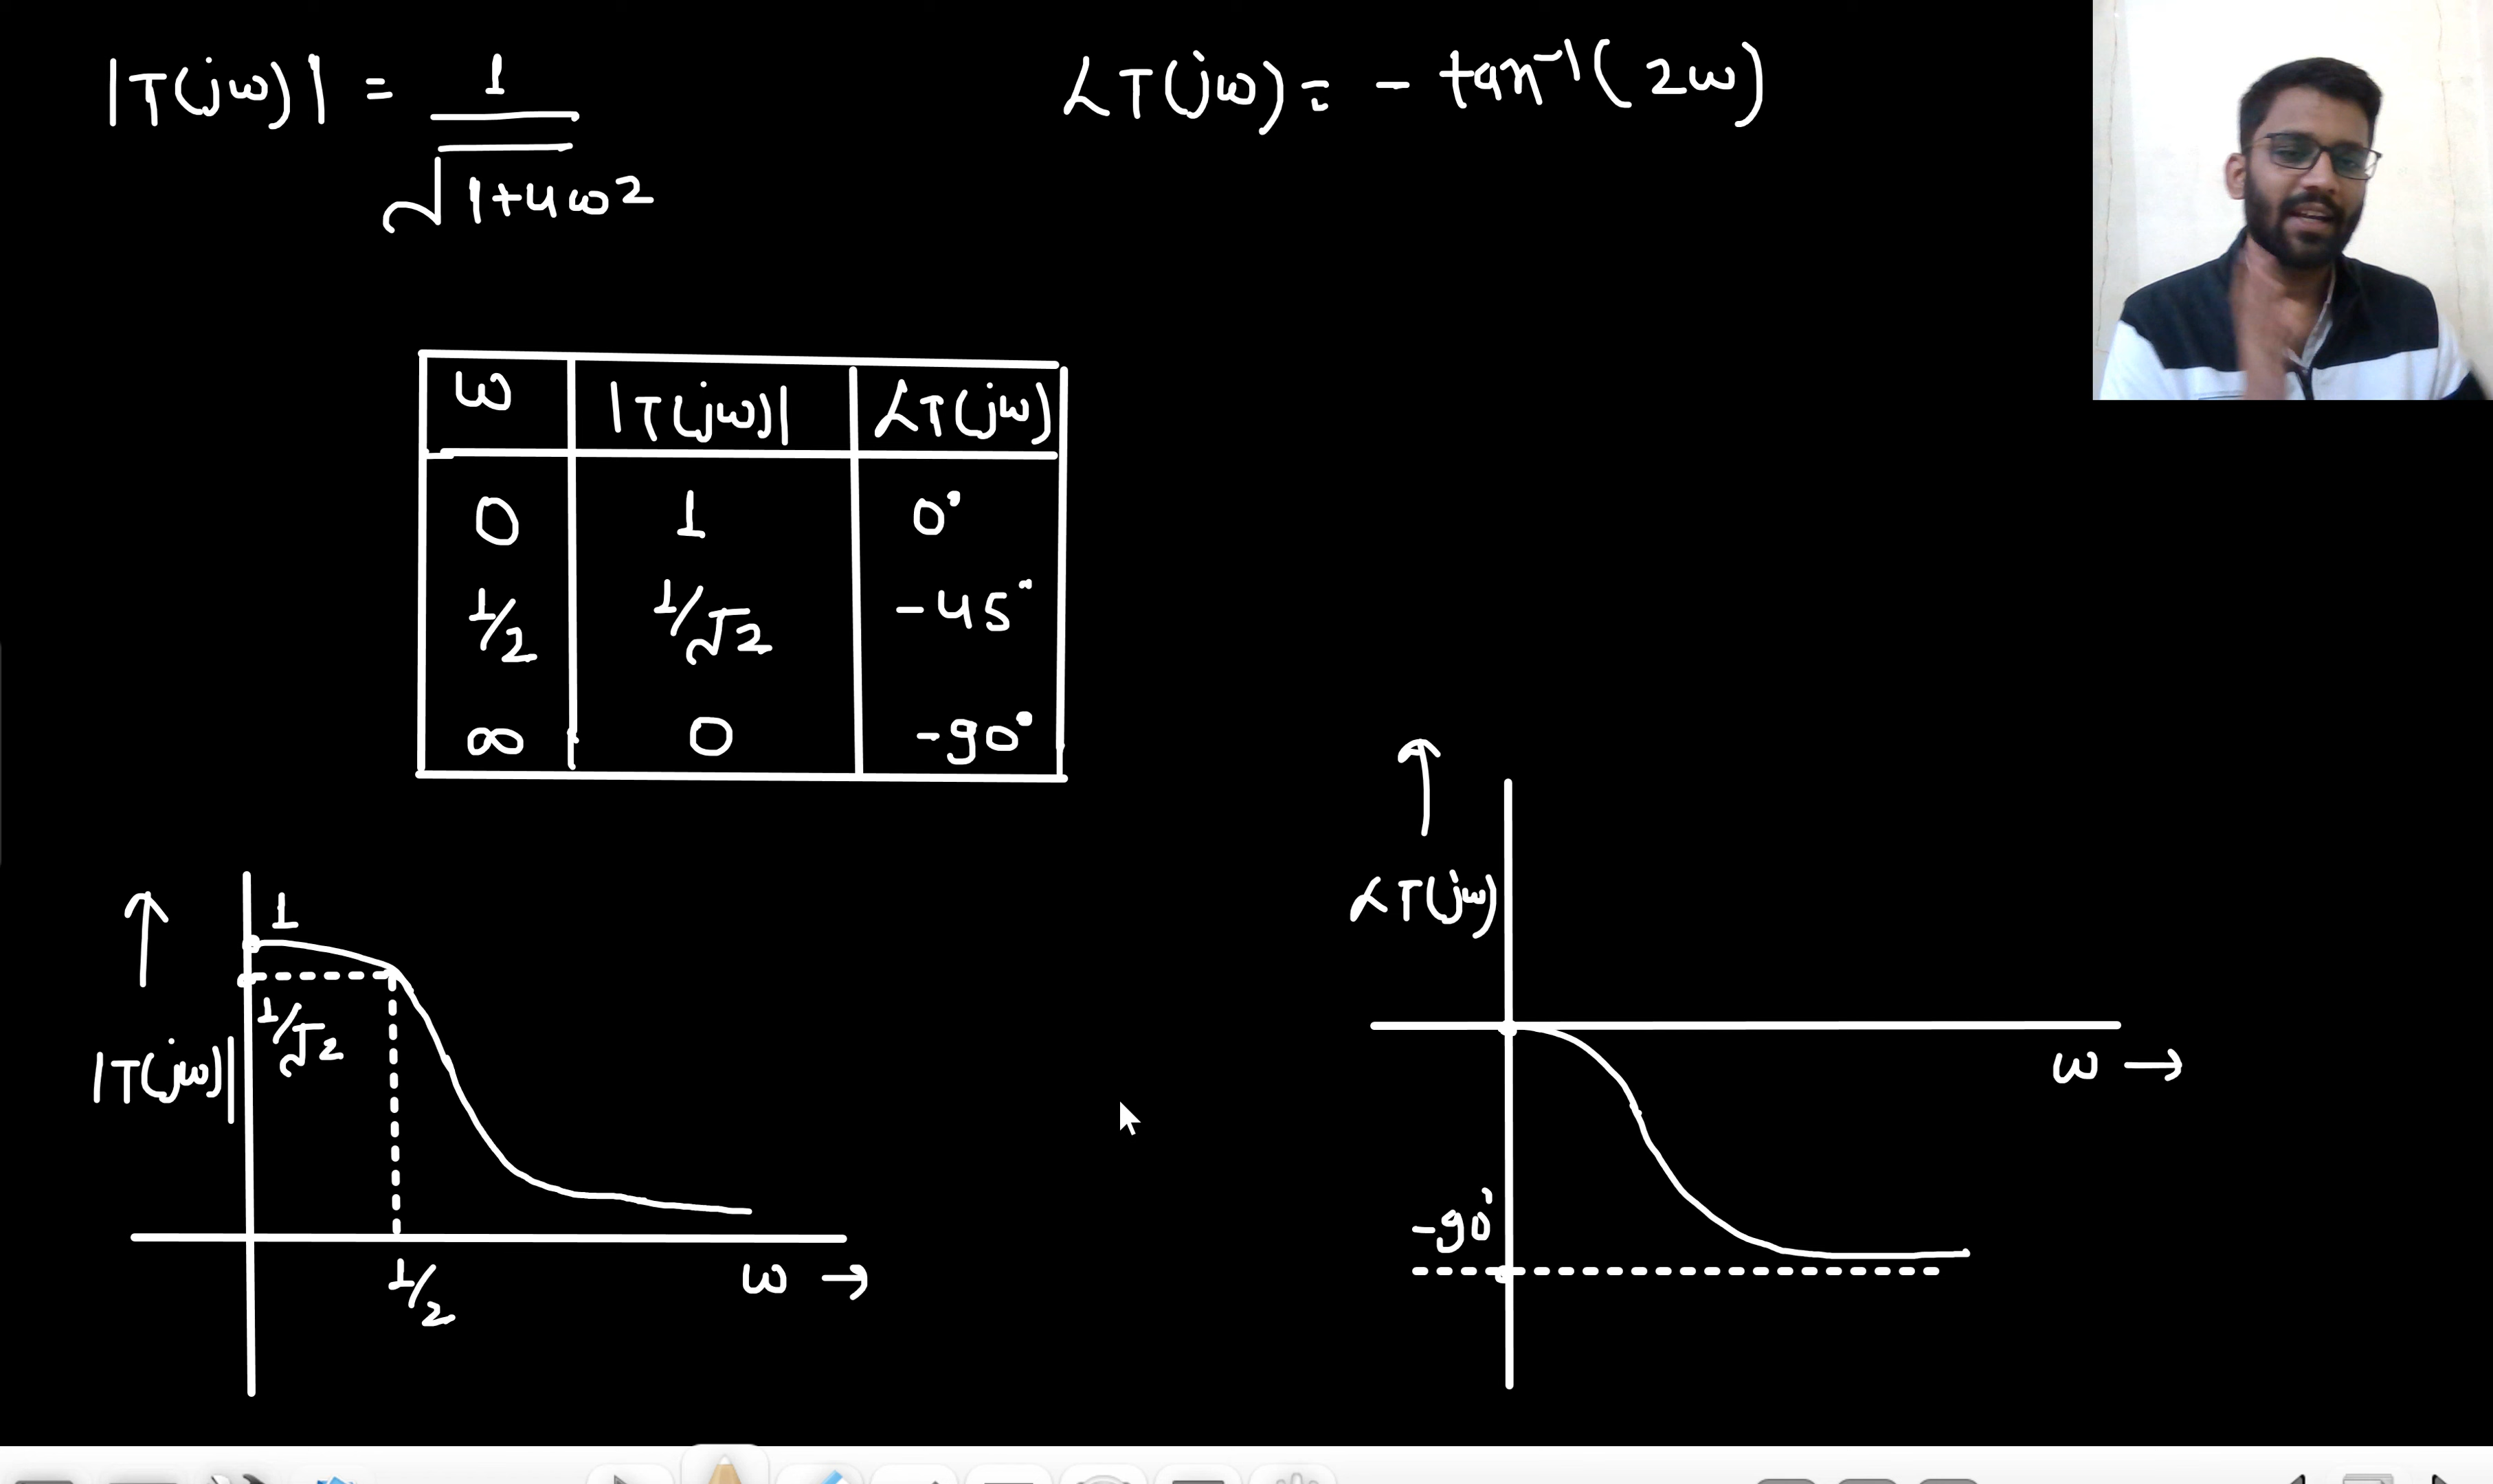 |T(jω)| = 1/√1+4ω2
∠T(jω) = - tan⁻¹(2ω)
ω |T(jω)| ∠T(jω)
0 1 0°
1/2 1/√2 -45°
∞ 0 -90°
↑
∠T(jω)
ω →
-90°
↑
1
1/√2
|T(jω)|
1/2
ω →